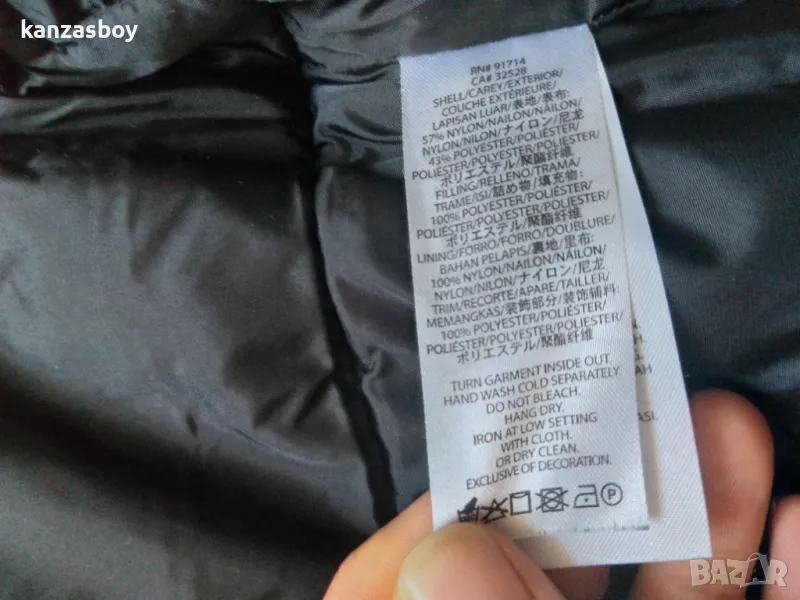 kanzasboy
RN# 91714
CA# 32528
SHELL/CAREY/EXTERIOR/
COUCHE EXTÉRIEURE/
LAPISAN LUAR/表地/表布:
57% NYLON/NAILON/NAILON/
NYLON/NILON/ナイロン/尼龙
43% POLYESTER/POLIÉSTER/
POLIÉSTER/POLYESTER/POLIESTER/
ポリエステル/聚酯纤维
FILLING/RELLENO/TRAMA/
TRAME/ISI/詰め物/填充物:
100% POLYESTER/POLIÉSTER/
POLIÉSTER/POLYESTER/POLIESTER/
ポリエステル/聚酯纤维
LINING/FORRO/FORRO/DOUBLURE/
BAHAN PELAPIS/裏地/里布:
100% NYLON/NAILON/NAILON/
NYLON/NILON/ナイロン/尼龙
TRIM/RECORTE/APARE/TAILLER/
MEMANGKAS/装飾部分/装饰辅料:
100% POLYESTER/POLIÉSTER/
POLIÉSTER/POLYESTER/POLIESTER/
ポリエステル/聚酯纤维
TURN GARMENT INSIDE OUT.
HAND WASH COLD SEPARATELY.
DO NOT BLEACH.
HANG DRY.
IRON AT LOW SETTING
WITH CLOTH.
OR DRY CLEAN.
EXCLUSIVE OF DECORATION.
P
BAZAR